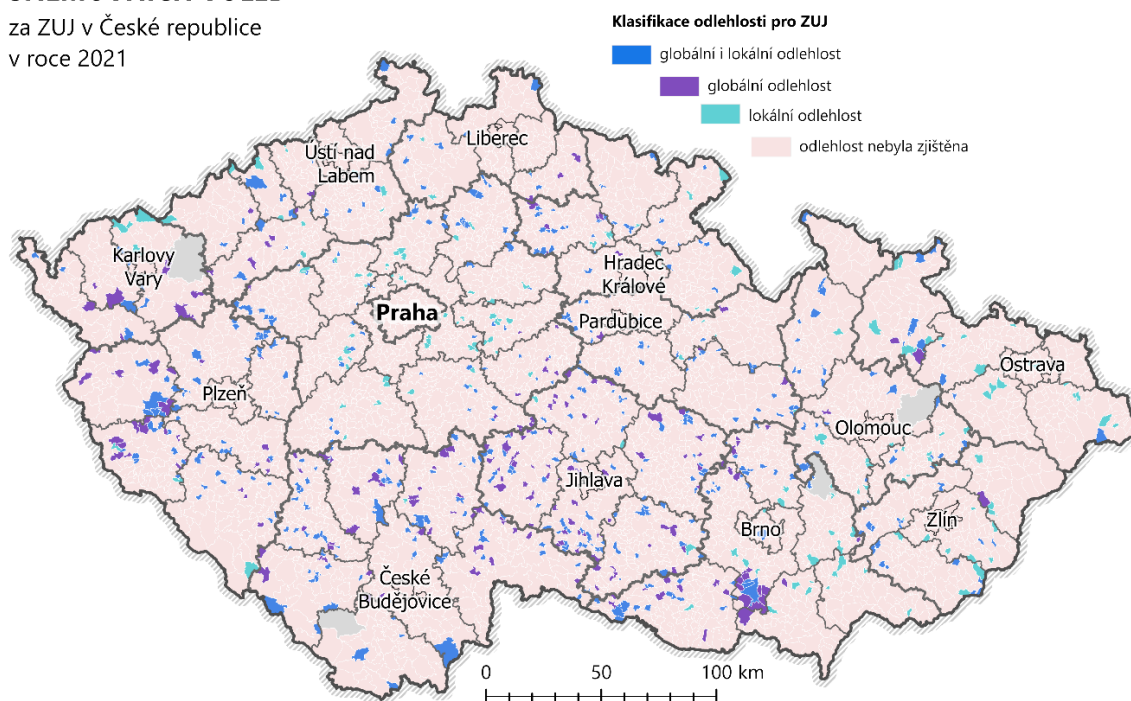 za ZUJ v České republice
v roce 2021
Klasifikace odlehlosti pro ZUJ
globální i lokální odlehlost
globální odlehlost
lokální odlehlost
odlehlost nebyla zjištěna
Liberec
Ústí nad
Labem
Karlovy
Vary
Hradec
Králové
Praha
Pardubice
Ostrava
Plzeň
Olomouc
Jihlava
Brno
Zlín
České
Budějovice
0 50 100 km